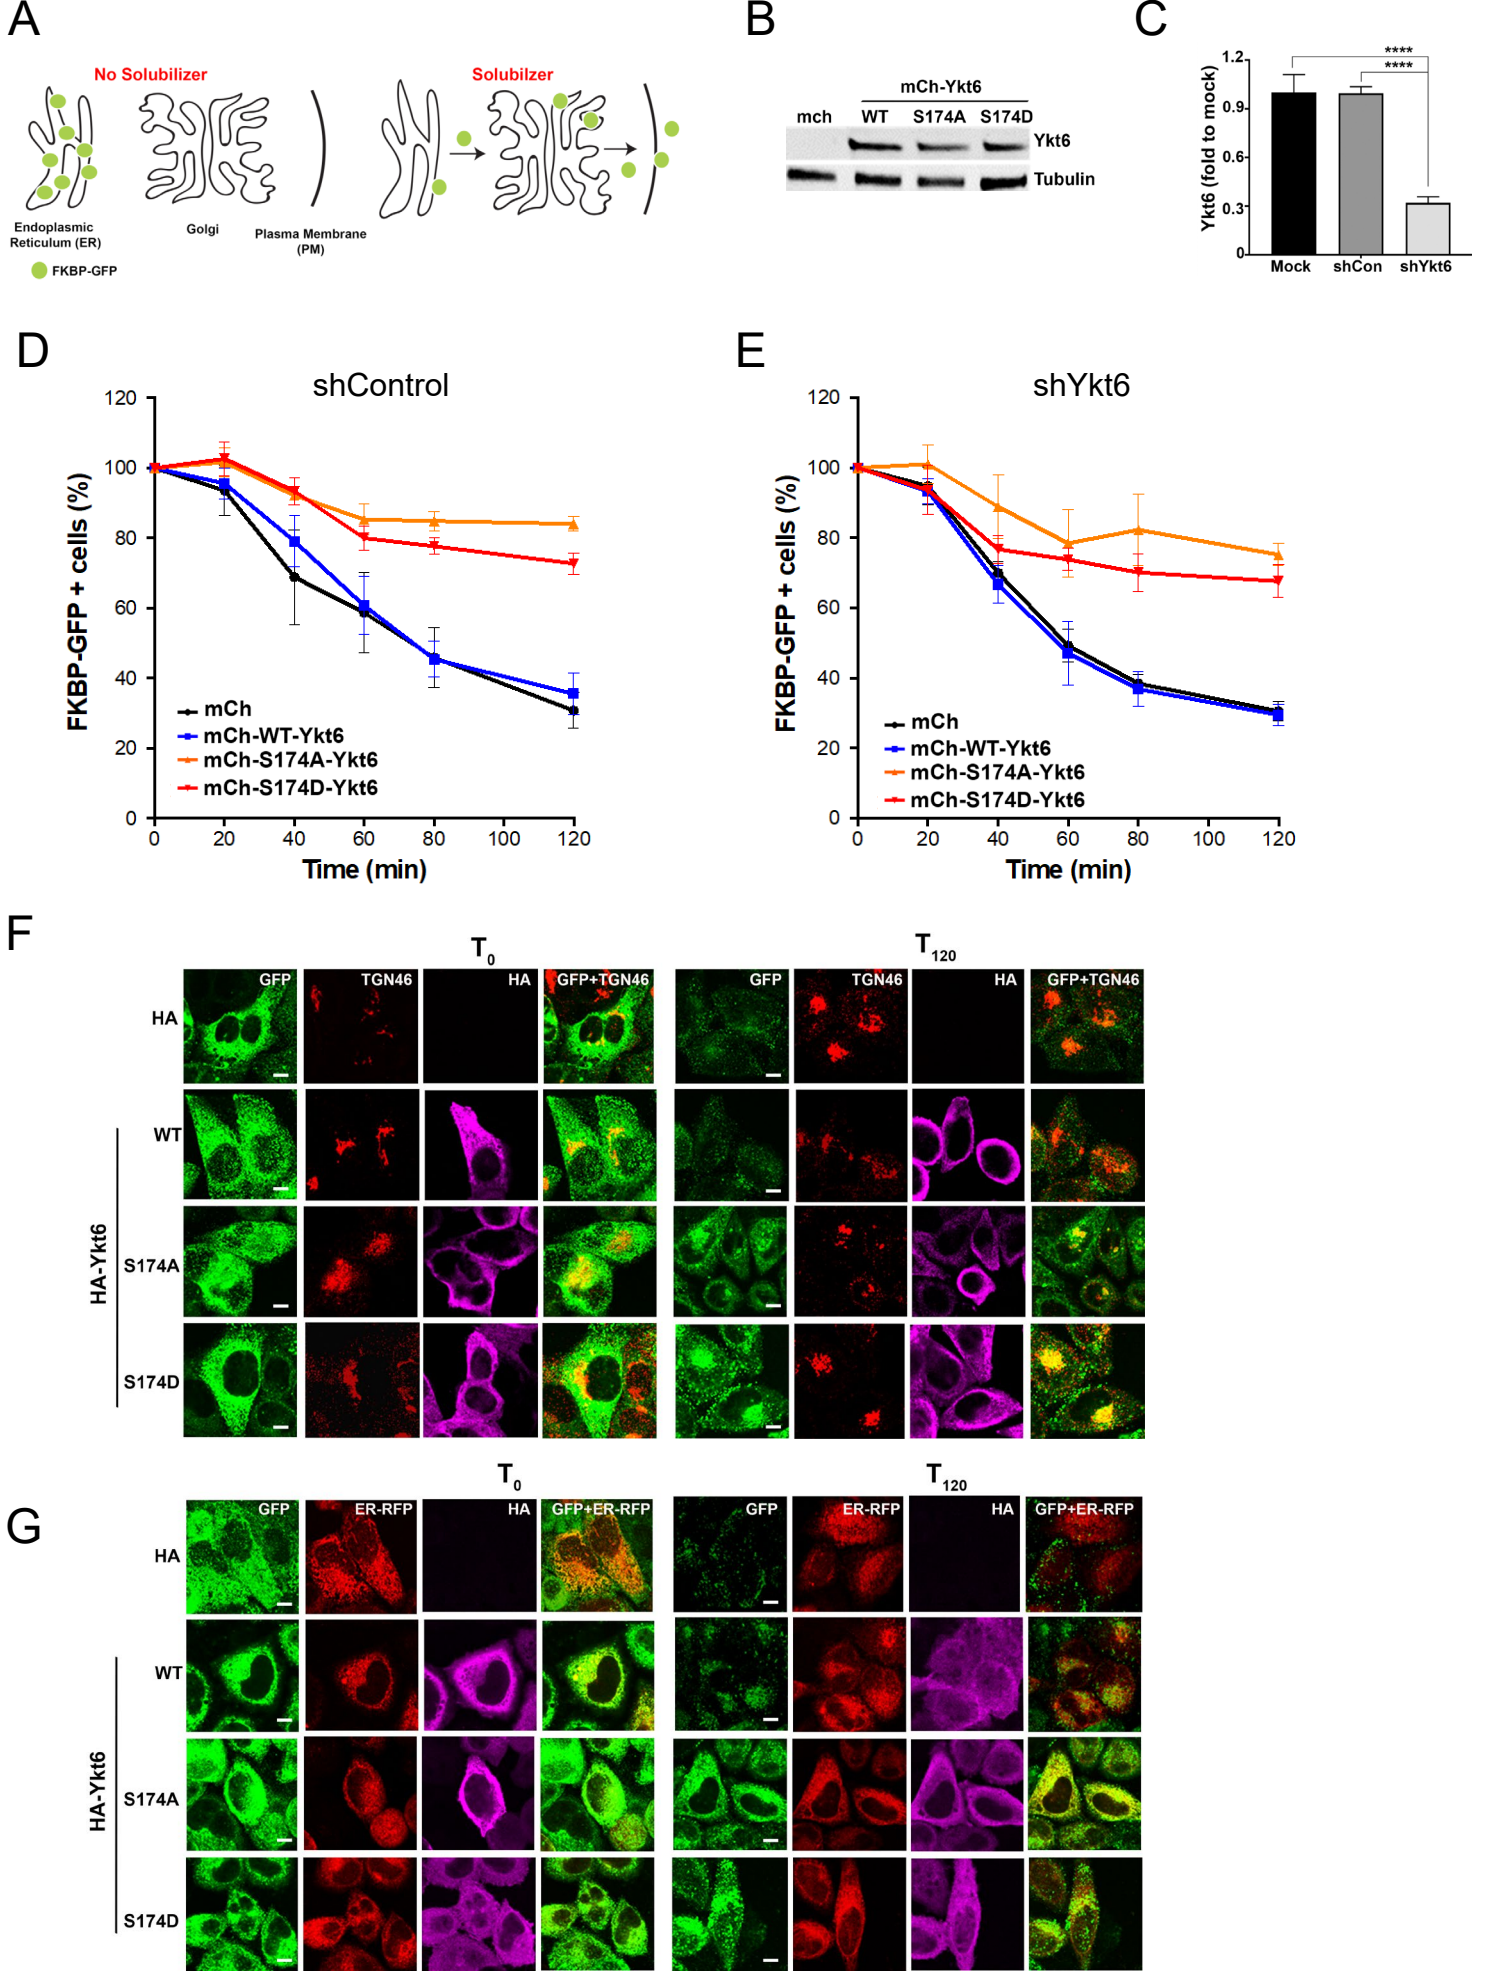 A
No Solubilizer
Solubilzer
Endoplasmic
Reticulum (ER)
Golgi
Plasma Membrane
(PM)
FKBP-GFP
B
mCh-Ykt6
mch WT S174A S174D
Ykt6
Tubulin
C
Ykt6 (fold to mock)
1.2
0.9
0.6
0.3
0
****
****
Mock shCon shYkt6
D
shControl
FKBP-GFP + cells (%)
120
100
80
60
40
20
0
mCh
mCh-WT-Ykt6
mCh-S174A-Ykt6
mCh-S174D-Ykt6
0 20 40 60 80 100 120
Time (min)
E
shYkt6
FKBP-GFP + cells (%)
120
100
80
60
40
20
0
mCh
mCh-WT-Ykt6
mCh-S174A-Ykt6
mCh-S174D-Ykt6
0 20 40 60 80 100 120
Time (min)
F
T0 T120
GFP TGN46 HA GFP+TGN46 GFP TGN46 HA GFP+TGN46
HA
WT
HA-Ykt6
S174A
S174D
G
T0 T120
GFP ER-RFP HA GFP+ER-RFP GFP ER-RFP HA GFP+ER-RFP
HA
WT
HA-Ykt6
S174A
S174D